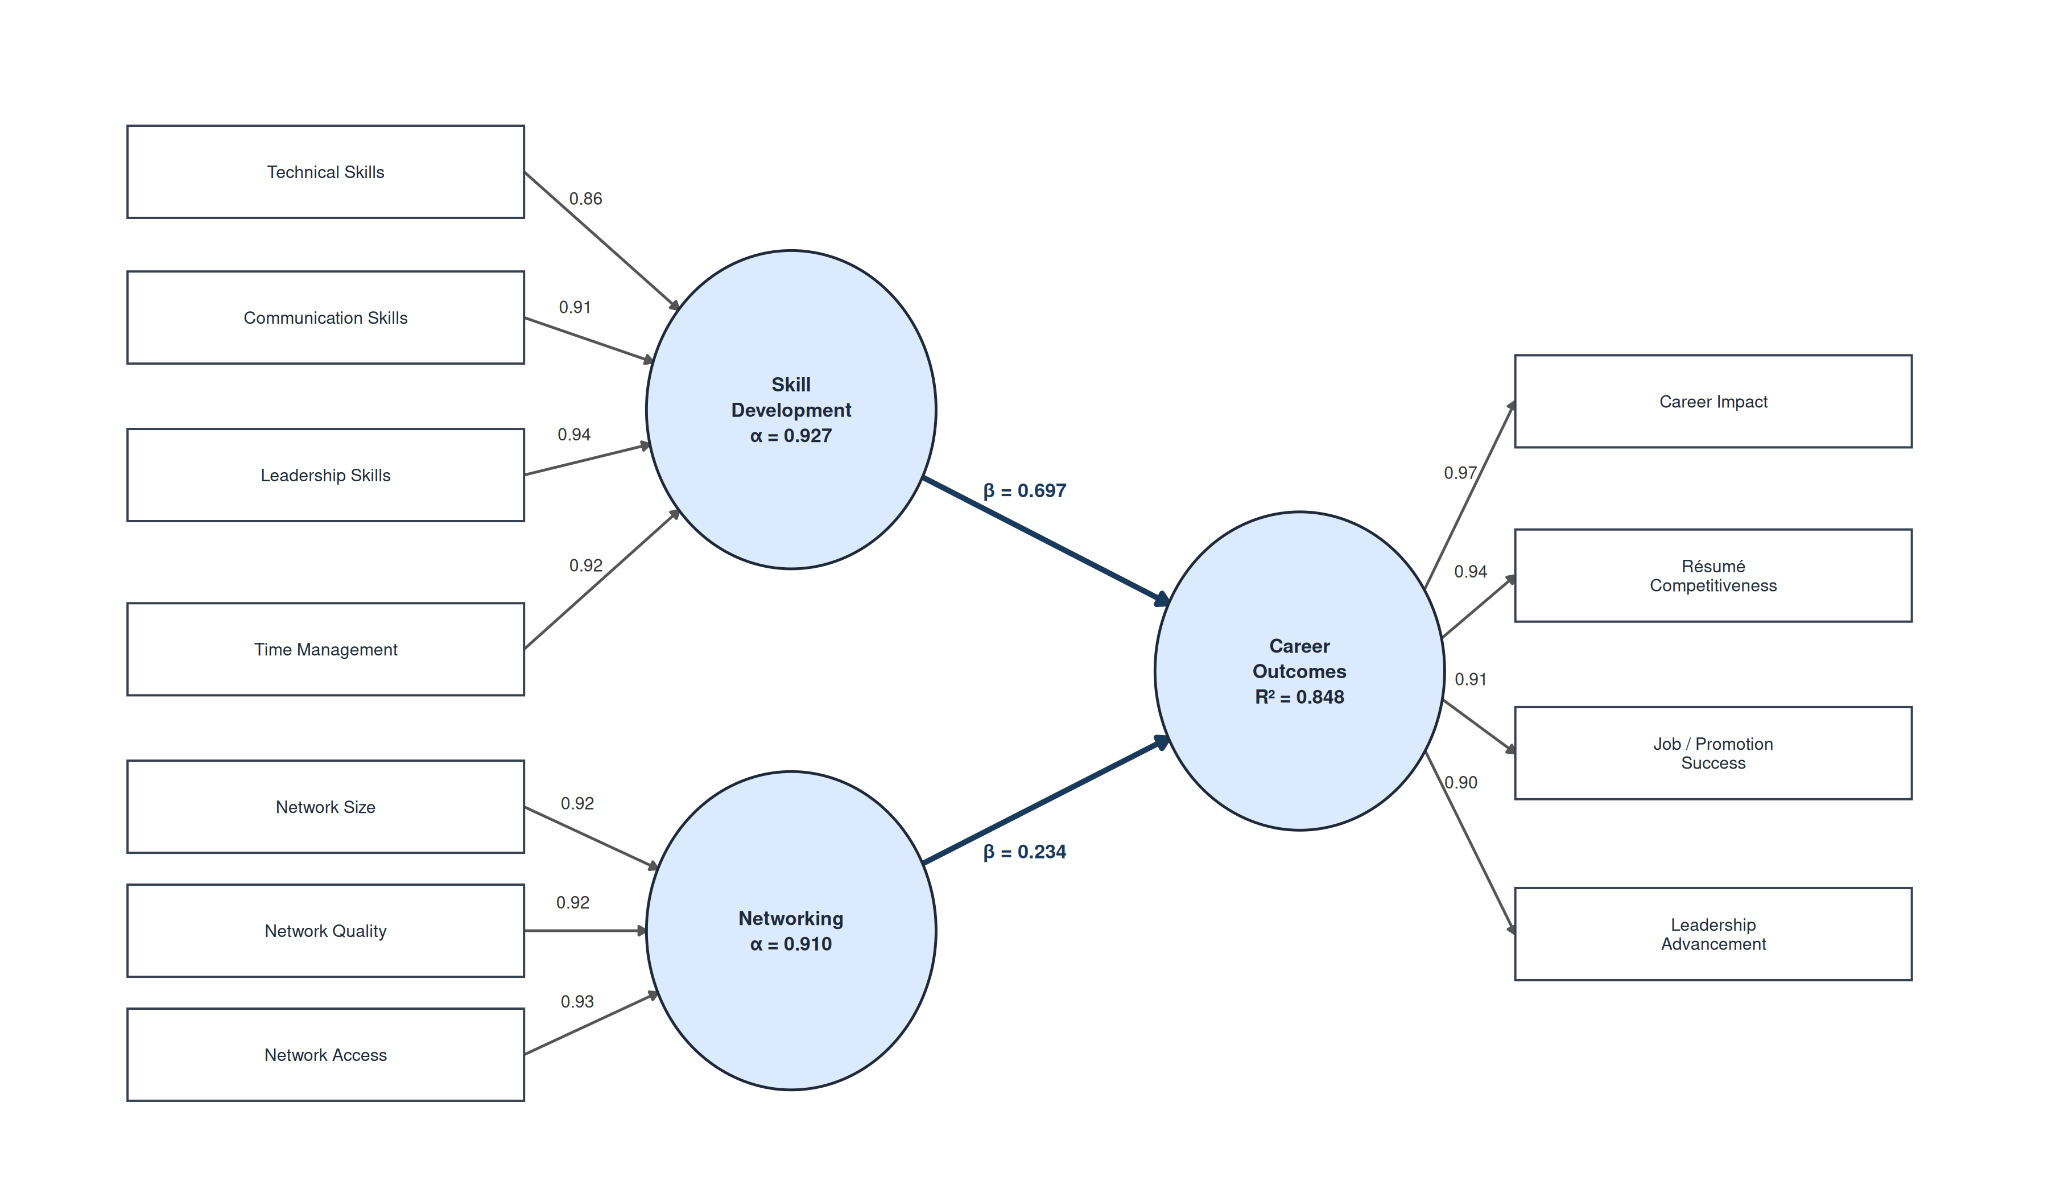 Technical Skills
0.86
Communication Skills
0.91
Leadership Skills
0.94
Time Management
0.92
Skill
Development
α = 0.927
Network Size
0.92
Network Quality
0.92
Network Access
0.93
Networking
α = 0.910
β = 0.697
β = 0.234
Career
Outcomes
R² = 0.848
0.97
Career Impact
0.94
Résumé
Competitiveness
0.91
Job / Promotion
Success
0.90
Leadership
Advancement